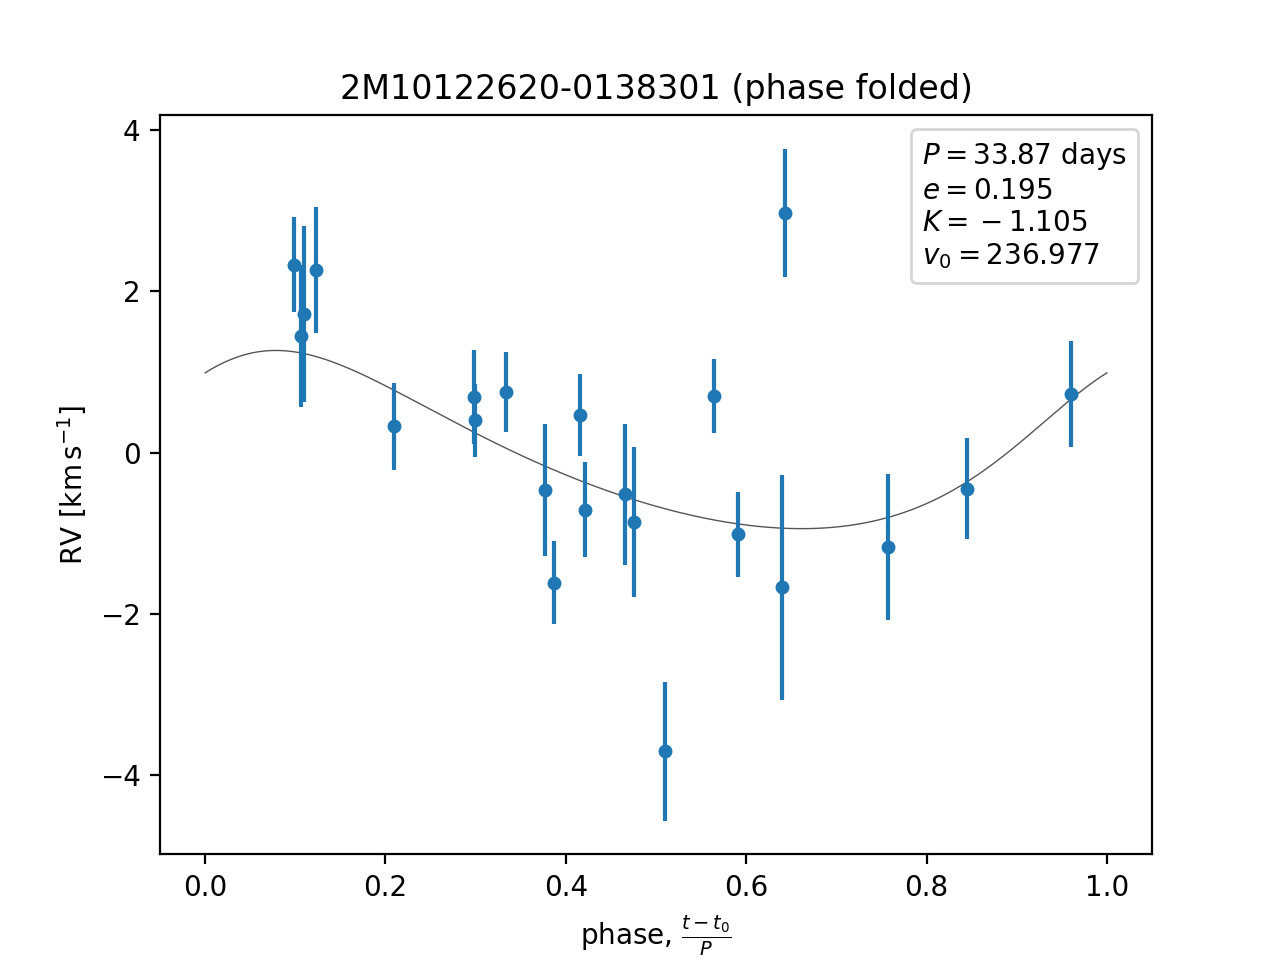 2M10122620-0138301 (phase folded)
P = 33.87 days
e = 0.195
K = −1.105
v₀ = 236.977
RV [km s⁻¹]
4
2
0
−2
−4
0.0 0.2 0.4 0.6 0.8 1.0
phase, (t − t₀)/P